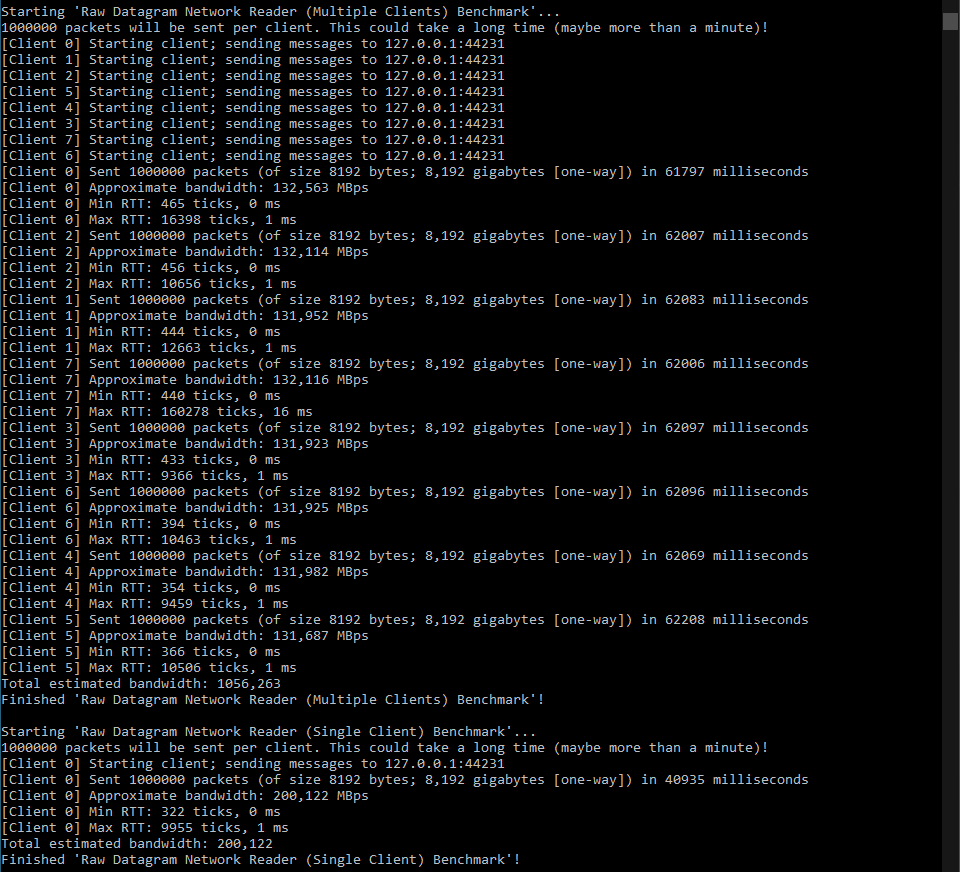 Starting 'Raw Datagram Network Reader (Multiple Clients) Benchmark'...
1000000 packets will be sent per client. This could take a long time (maybe more than a minute)!
[Client 0] Starting client; sending messages to 127.0.0.1:44231
[Client 1] Starting client; sending messages to 127.0.0.1:44231
[Client 2] Starting client; sending messages to 127.0.0.1:44231
[Client 5] Starting client; sending messages to 127.0.0.1:44231
[Client 4] Starting client; sending messages to 127.0.0.1:44231
[Client 3] Starting client; sending messages to 127.0.0.1:44231
[Client 7] Starting client; sending messages to 127.0.0.1:44231
[Client 6] Starting client; sending messages to 127.0.0.1:44231
[Client 0] Sent 1000000 packets (of size 8192 bytes; 8,192 gigabytes [one-way]) in 61797 milliseconds
[Client 0] Approximate bandwidth: 132,563 MBps
[Client 0] Min RTT: 465 ticks, 0 ms
[Client 0] Max RTT: 16398 ticks, 1 ms
[Client 2] Sent 1000000 packets (of size 8192 bytes; 8,192 gigabytes [one-way]) in 62007 milliseconds
[Client 2] Approximate bandwidth: 132,114 MBps
[Client 2] Min RTT: 456 ticks, 0 ms
[Client 2] Max RTT: 10656 ticks, 1 ms
[Client 1] Sent 1000000 packets (of size 8192 bytes; 8,192 gigabytes [one-way]) in 62083 milliseconds
[Client 1] Approximate bandwidth: 131,952 MBps
[Client 1] Min RTT: 444 ticks, 0 ms
[Client 1] Max RTT: 12663 ticks, 1 ms
[Client 7] Sent 1000000 packets (of size 8192 bytes; 8,192 gigabytes [one-way]) in 62006 milliseconds
[Client 7] Approximate bandwidth: 132,116 MBps
[Client 7] Min RTT: 440 ticks, 0 ms
[Client 7] Max RTT: 160278 ticks, 16 ms
[Client 3] Sent 1000000 packets (of size 8192 bytes; 8,192 gigabytes [one-way]) in 62097 milliseconds
[Client 3] Approximate bandwidth: 131,923 MBps
[Client 3] Min RTT: 433 ticks, 0 ms
[Client 3] Max RTT: 9366 ticks, 1 ms
[Client 6] Sent 1000000 packets (of size 8192 bytes; 8,192 gigabytes [one-way]) in 62096 milliseconds
[Client 6] Approximate bandwidth: 131,925 MBps
[Client 6] Min RTT: 394 ticks, 0 ms
[Client 6] Max RTT: 10463 ticks, 1 ms
[Client 4] Sent 1000000 packets (of size 8192 bytes; 8,192 gigabytes [one-way]) in 62069 milliseconds
[Client 4] Approximate bandwidth: 131,982 MBps
[Client 4] Min RTT: 354 ticks, 0 ms
[Client 4] Max RTT: 9459 ticks, 1 ms
[Client 5] Sent 1000000 packets (of size 8192 bytes; 8,192 gigabytes [one-way]) in 62208 milliseconds
[Client 5] Approximate bandwidth: 131,687 MBps
[Client 5] Min RTT: 366 ticks, 0 ms
[Client 5] Max RTT: 10506 ticks, 1 ms
Total estimated bandwidth: 1056,263
Finished 'Raw Datagram Network Reader (Multiple Clients) Benchmark'!

Starting 'Raw Datagram Network Reader (Single Client) Benchmark'...
1000000 packets will be sent per client. This could take a long time (maybe more than a minute)!
[Client 0] Starting client; sending messages to 127.0.0.1:44231
[Client 0] Sent 1000000 packets (of size 8192 bytes; 8,192 gigabytes [one-way]) in 40935 milliseconds
[Client 0] Approximate bandwidth: 200,122 MBps
[Client 0] Min RTT: 322 ticks, 0 ms
[Client 0] Max RTT: 9955 ticks, 1 ms
Total estimated bandwidth: 200,122
Finished 'Raw Datagram Network Reader (Single Client) Benchmark'!